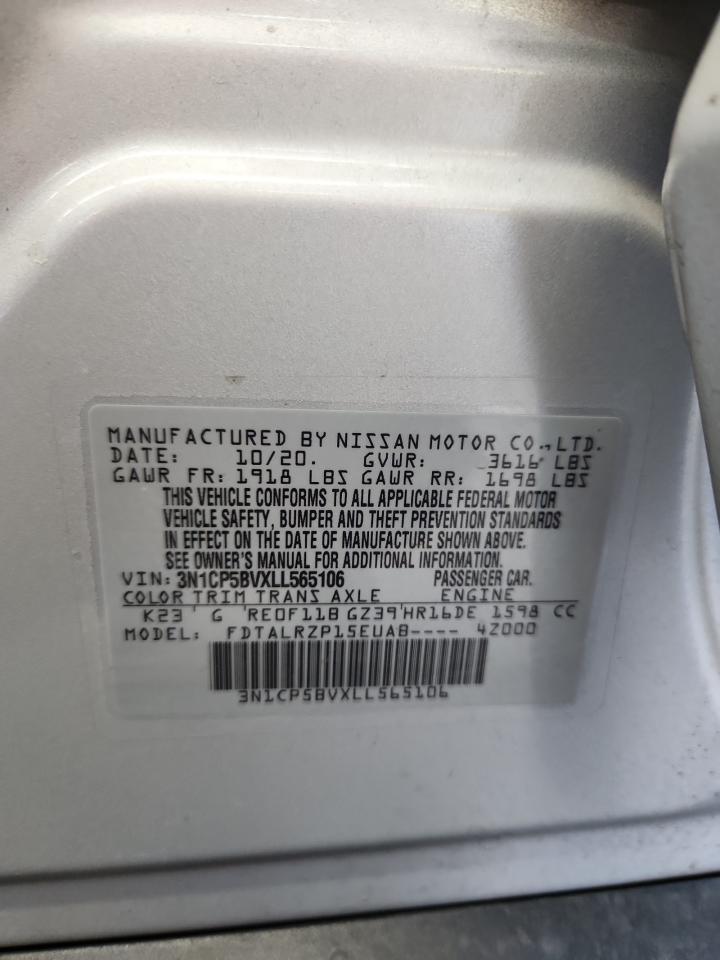 MANUFACTURED BY NISSAN MOTOR CO., LTD.
DATE: 10/20. GVWR: 3616 LBS
GAWR FR: 1918 LBS GAWR RR: 1698 LBS
THIS VEHICLE CONFORMS TO ALL APPLICABLE FEDERAL MOTOR
VEHICLE SAFETY, BUMPER AND THEFT PREVENTION STANDARDS
IN EFFECT ON THE DATE OF MANUFACTURE SHOWN ABOVE.
SEE OWNER'S MANUAL FOR ADDITIONAL INFORMATION.
VIN: 3N1CP5BVXLL565106 PASSENGER CAR.
COLOR TRIM TRANS AXLE ENGINE
K23 G RE0F11B GZ39 HR16DE 1598 CC
MODEL: FDTALRZP15EUAB---- 4Z000
3N1CP5BVXLL565106